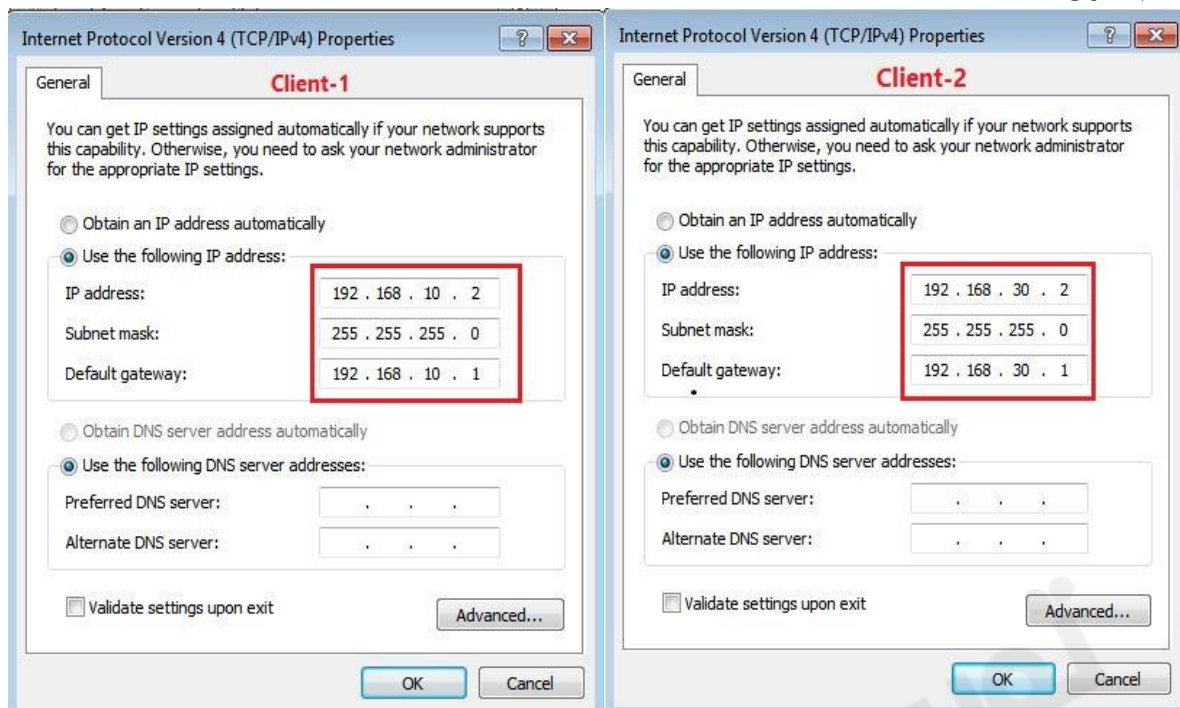 Internet Protocol Version 4 (TCP/IPv4) Properties
General
Client-1
You can get IP settings assigned automatically if your network supports
this capability. Otherwise, you need to ask your network administrator
for the appropriate IP settings.
Obtain an IP address automatically
Use the following IP address:
IP address: 192 . 168 . 10 . 2
Subnet mask: 255 . 255 . 255 . 0
Default gateway: 192 . 168 . 10 . 1
Obtain DNS server address automatically
Use the following DNS server addresses:
Preferred DNS server: . . .
Alternate DNS server: . . .
Validate settings upon exit
Advanced...
OK Cancel
Internet Protocol Version 4 (TCP/IPv4) Properties
General
Client-2
You can get IP settings assigned automatically if your network supports
this capability. Otherwise, you need to ask your network administrator
for the appropriate IP settings.
Obtain an IP address automatically
Use the following IP address:
IP address: 192 . 168 . 30 . 2
Subnet mask: 255 . 255 . 255 . 0
Default gateway: 192 . 168 . 30 . 1
Obtain DNS server address automatically
Use the following DNS server addresses:
Preferred DNS server: . . .
Alternate DNS server: . . .
Validate settings upon exit
Advanced...
OK Cancel